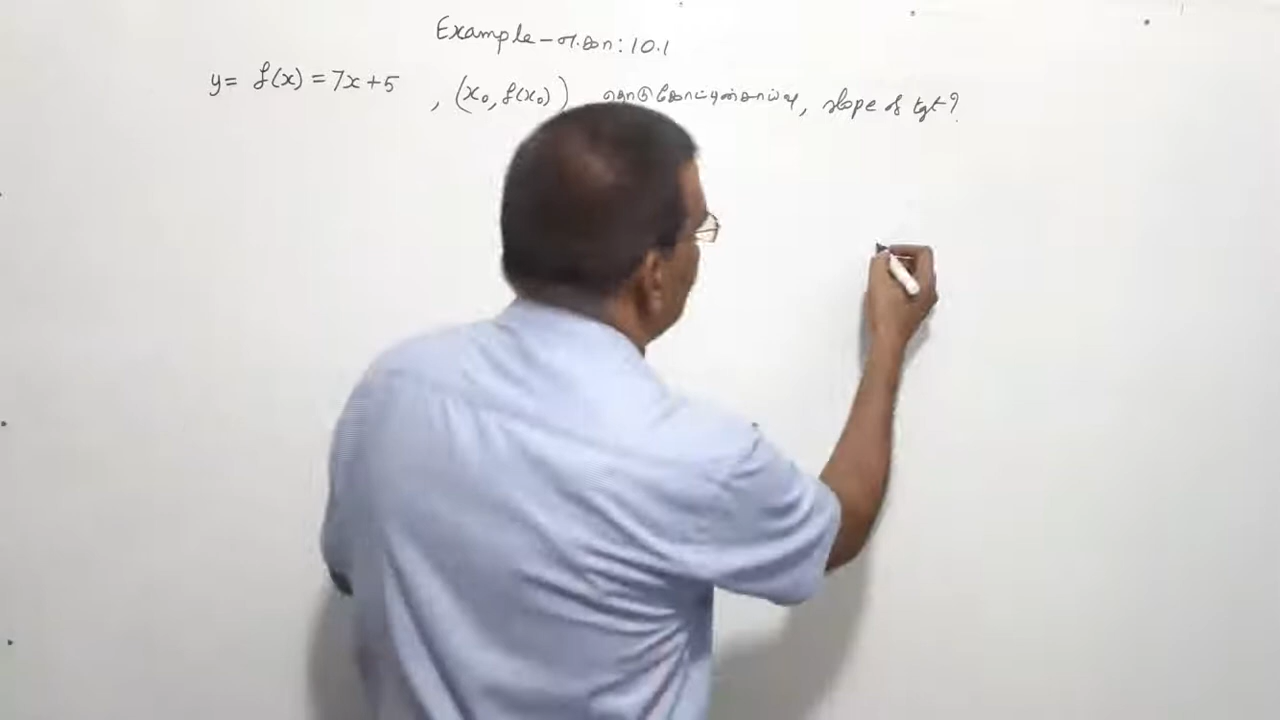 Example - எ.கா: 10.1
y = f(x) = 7x + 5 , (x₀, f(x₀)) தொடுகோட்டின் சாய்வு, slope of tgt?